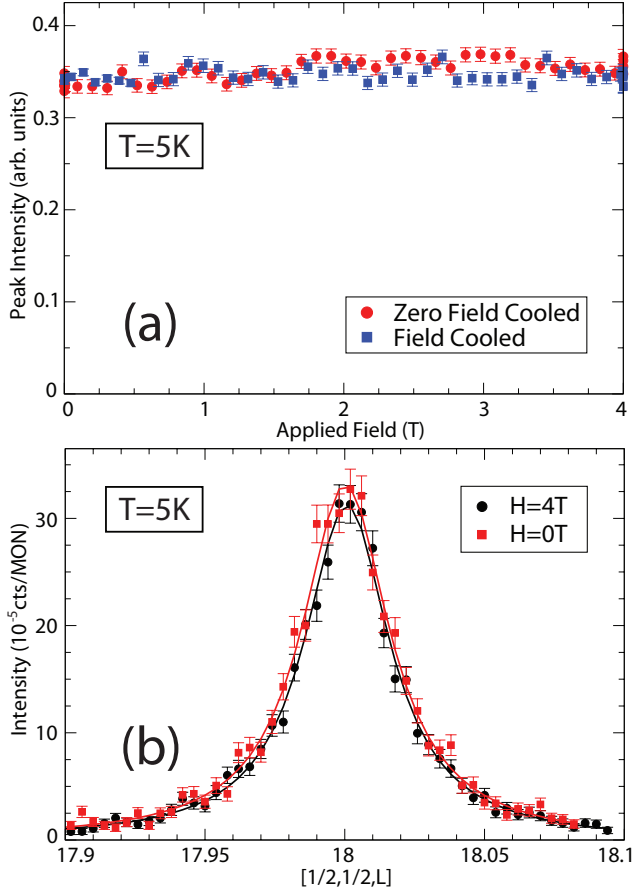 0.4
0.3
0.2
0.1
0
Peak Intensity (arb. units)
T=5K
(a)
Zero Field Cooled
Field Cooled
0 1 2 3 4
Applied Field (T)
30
20
10
0
Intensity (10⁻⁵cts/MON)
T=5K
(b)
H=4T
H=0T
17.9 17.95 18 18.05 18.1
[1/2,1/2,L]